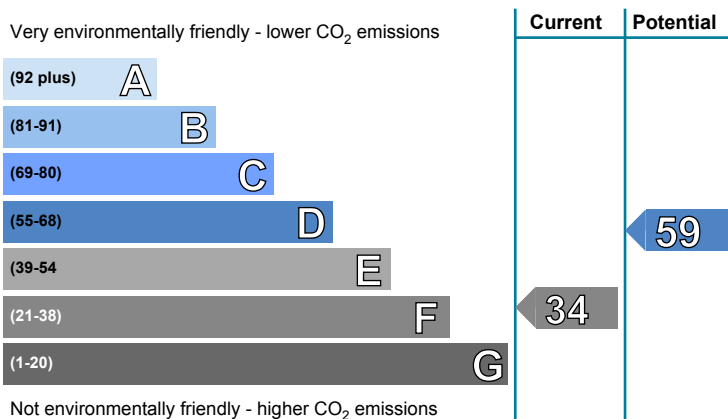 Current Potential
Very environmentally friendly - lower CO2 emissions
(92 plus) A
(81-91) B
(69-80) C
(55-68) D
59
(39-54 E
(21-38) F
34
(1-20) G
Not environmentally friendly - higher CO2 emissions